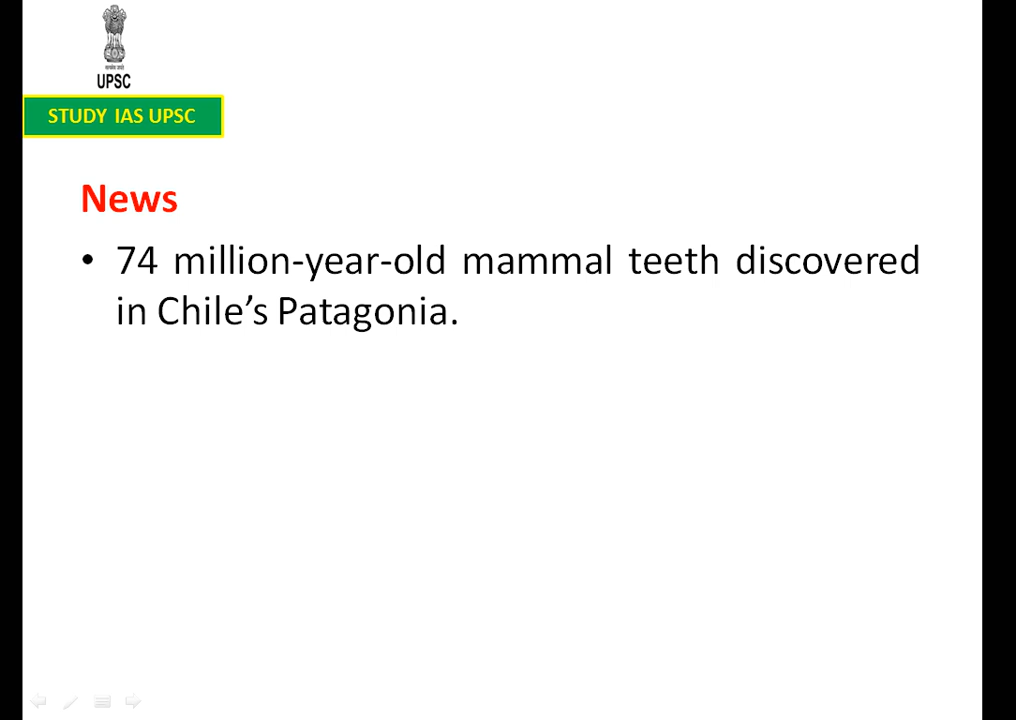 UPSC
STUDY IAS UPSC
News
• 74 million-year-old mammal teeth discovered
in Chile’s Patagonia.